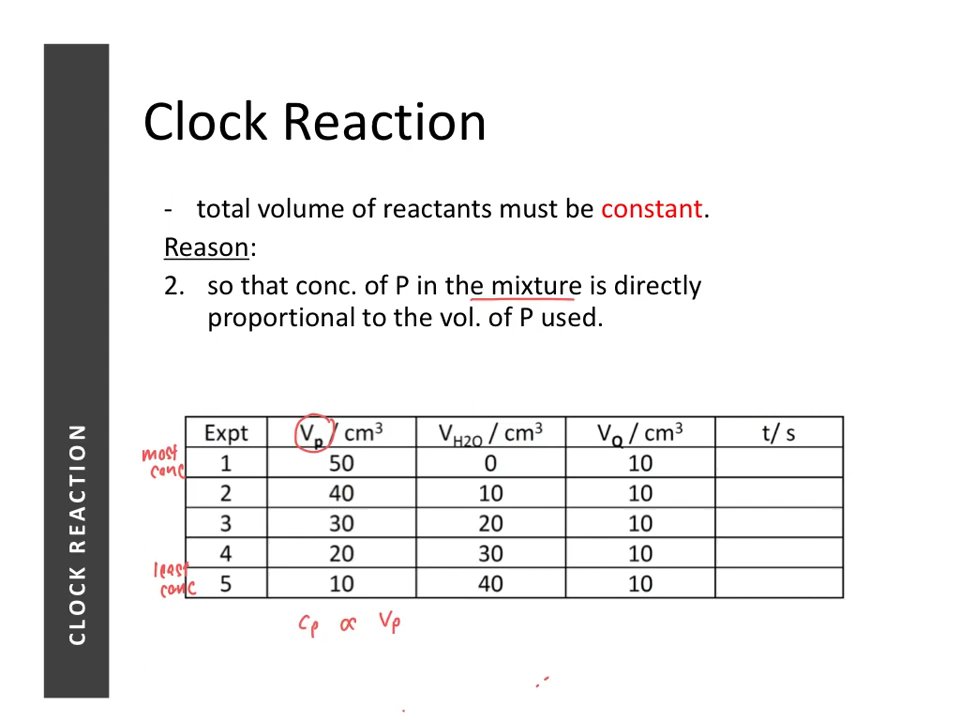 Clock Reaction
- total volume of reactants must be constant.
Reason:
2. so that conc. of P in the mixture is directly
proportional to the vol. of P used.
CLOCK REACTION
Expt Vp / cm³ VH2O / cm³ VQ / cm³ t/ s
most
conc
1 50 0 10
2 40 10 10
3 30 20 10
4 20 30 10
least
conc
5 10 40 10
Cp ∝ Vp